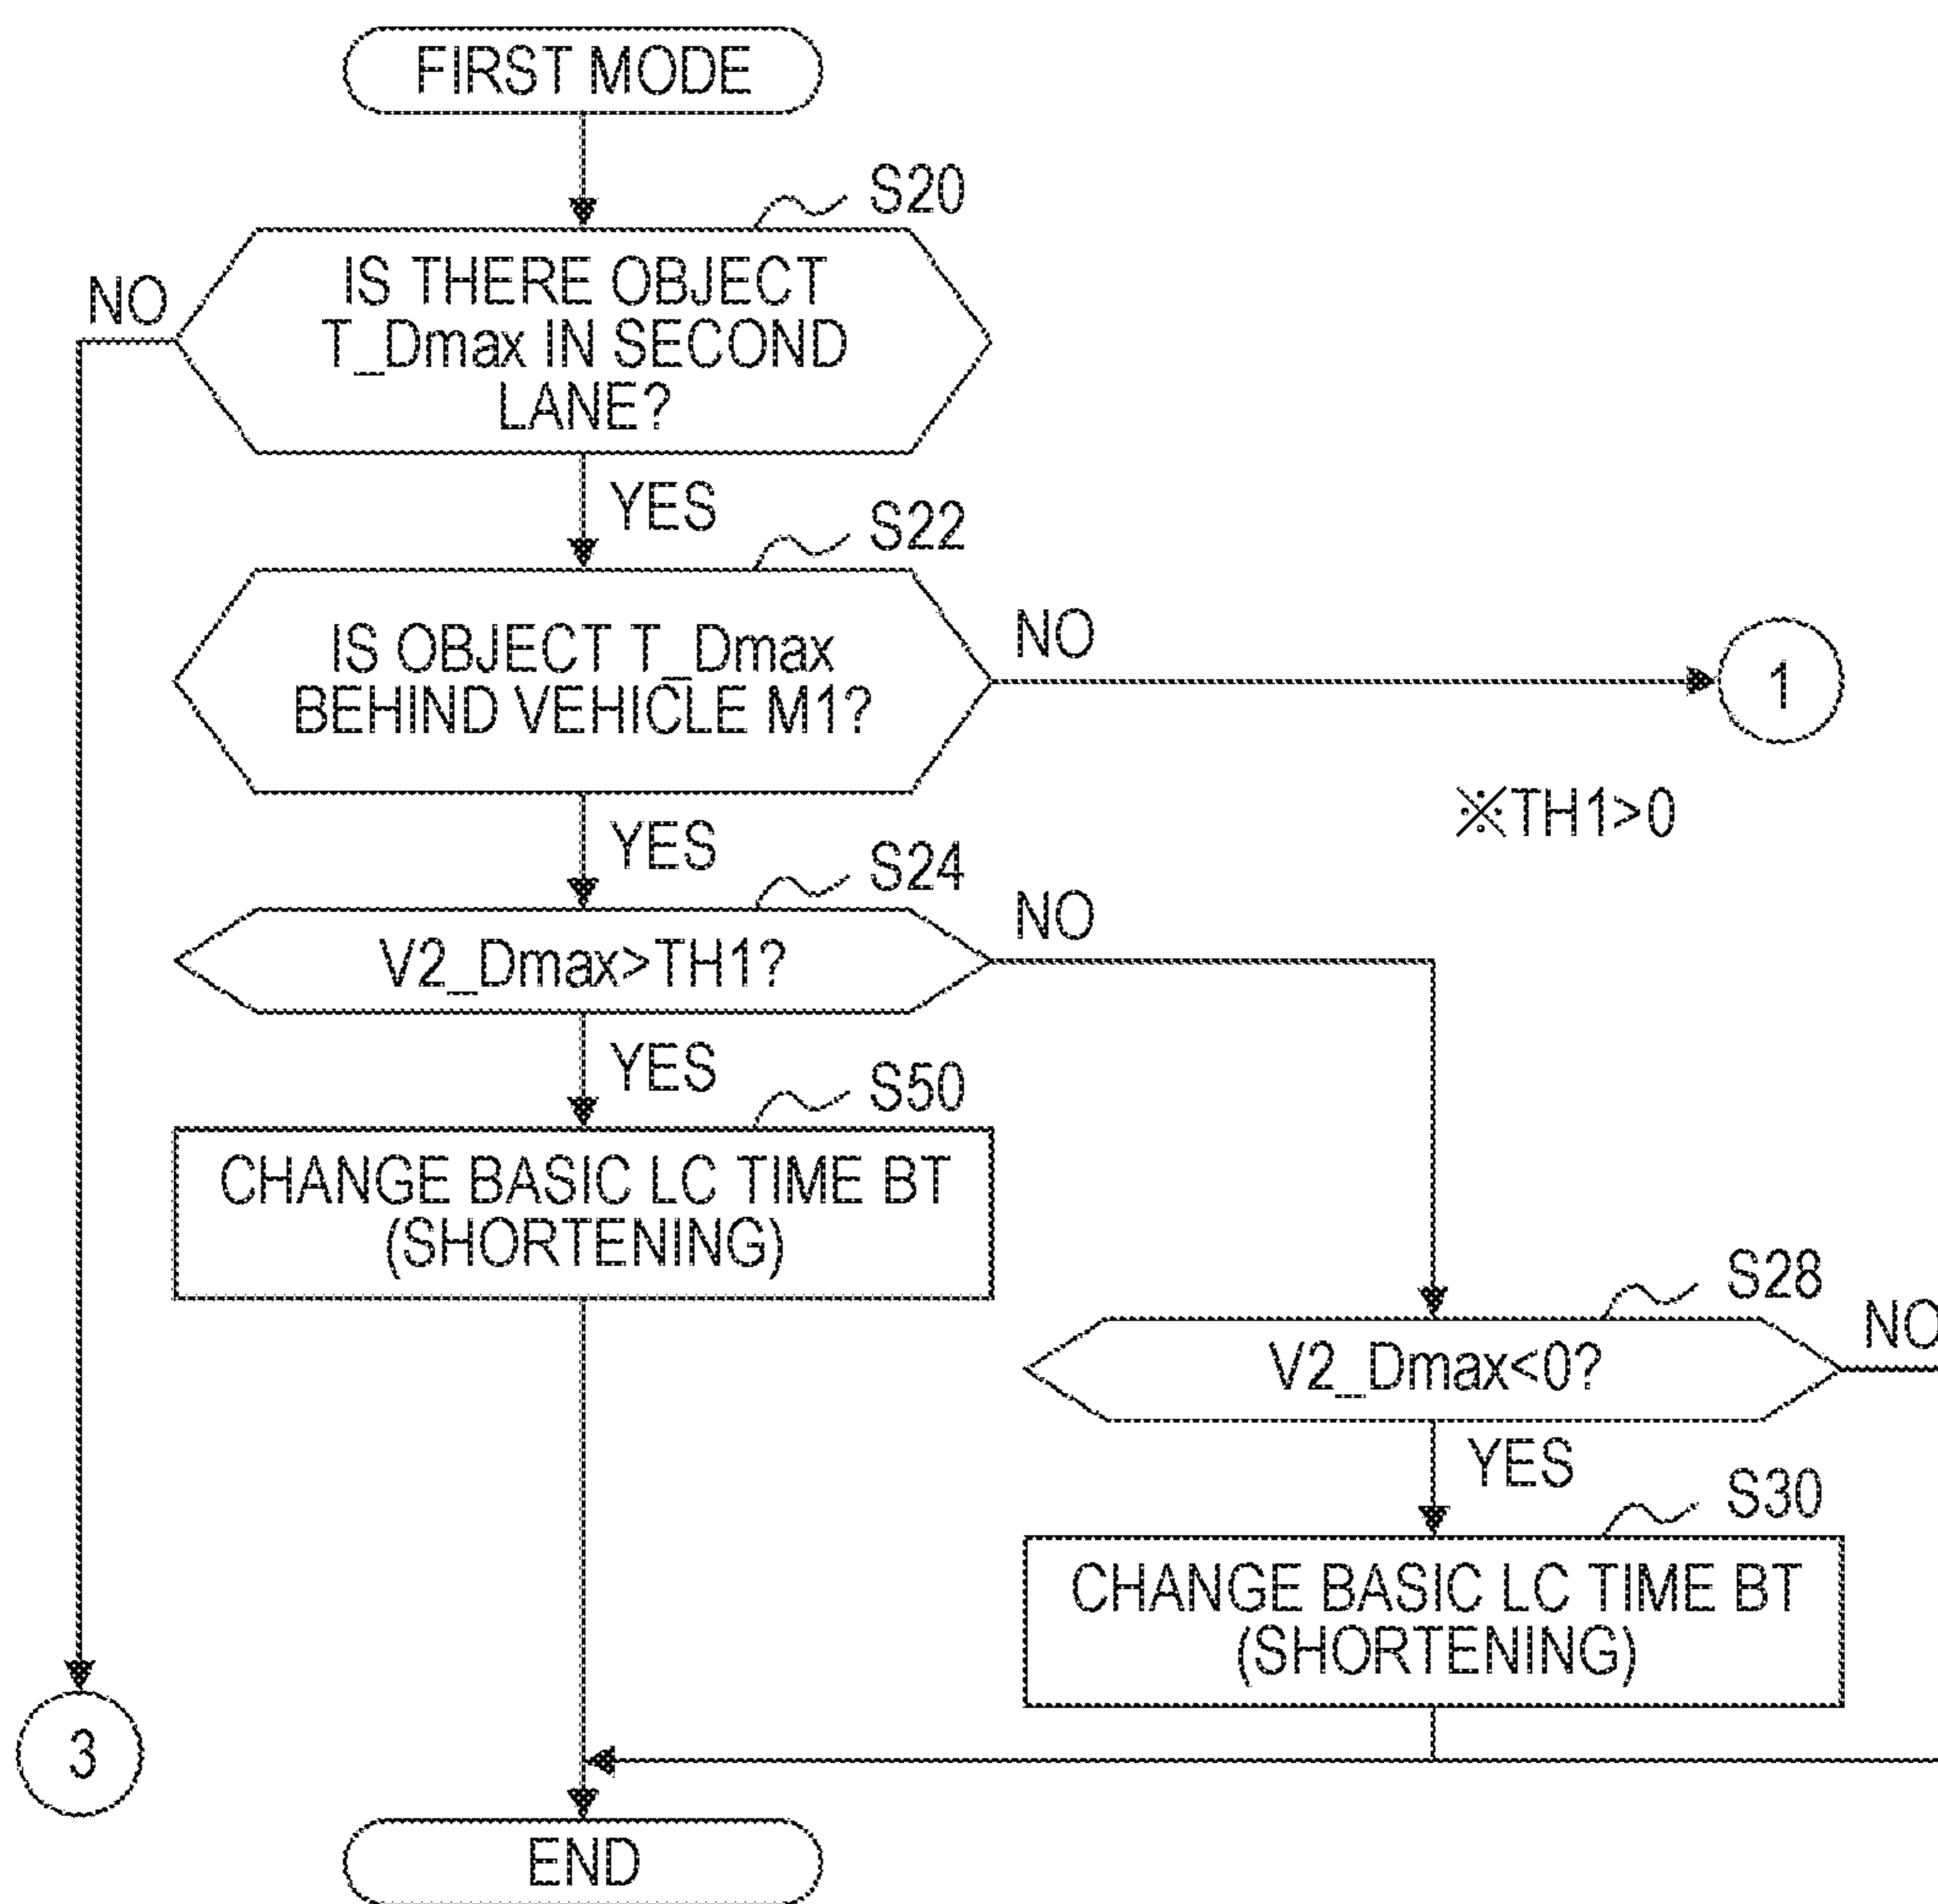 FIRST MODE
S20
NO
IS THERE OBJECT
T_Dmax IN SECOND
LANE?
YES
S22
IS OBJECT T_Dmax
BEHIND VEHICLE M1?
NO
1
※TH1>0
YES
S24
V2_Dmax>TH1?
NO
YES
S50
CHANGE BASIC LC TIME BT
(SHORTENING)
S28
V2_Dmax<0?
NO
YES
S30
CHANGE BASIC LC TIME BT
(SHORTENING)
3
END